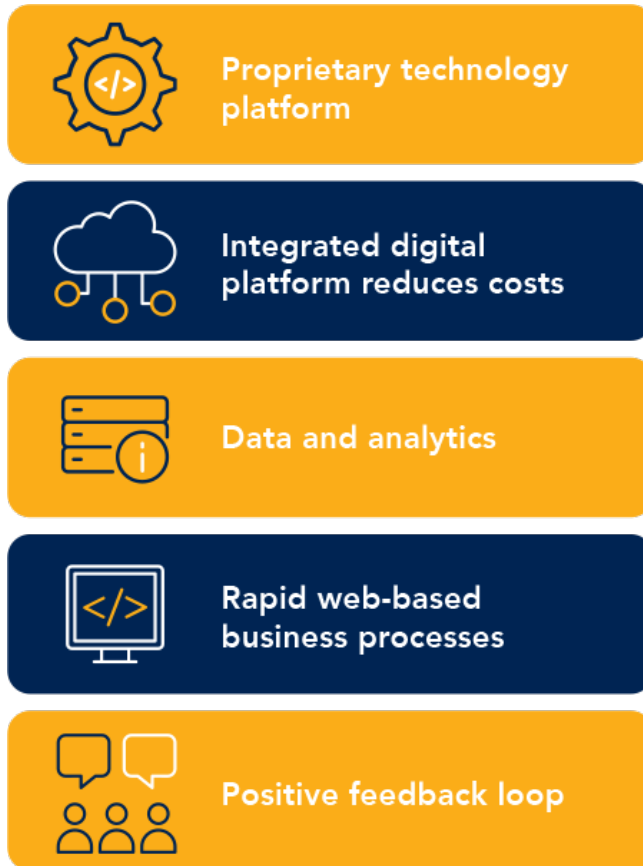 </>
Proprietary technology
platform
Integrated digital
platform reduces costs
i
Data and analytics
</>
Rapid web-based
business processes
Positive feedback loop